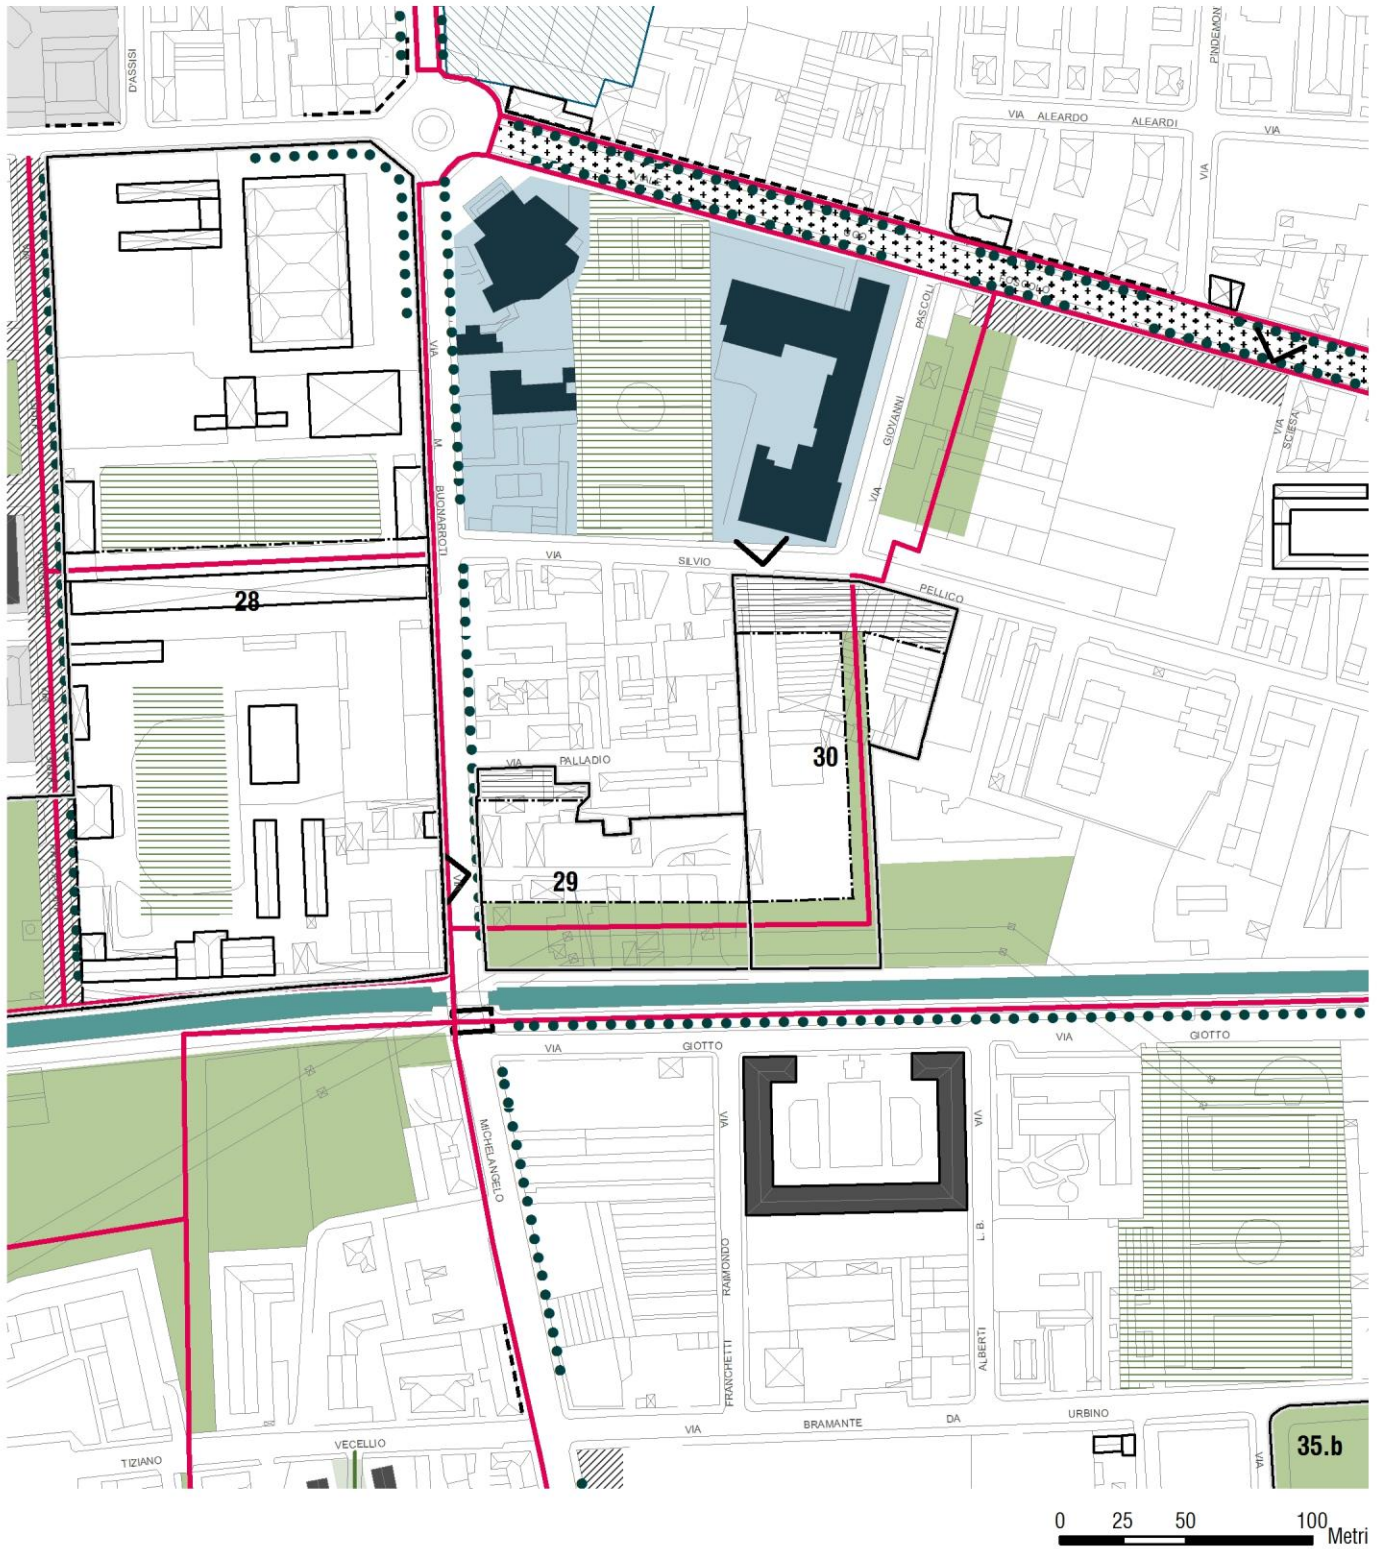 D'ASSISI
PINDEMON
VIA ALEARDO ALEARDI VIA
VIA
VIALE
UGO
FOSCOLO
PASCOLI
GIOVANNI
VIA
VIA
SCIESA
VIA
M.
BUONARROTI
VIA SILVIO PELLICO
28
VIA PALLADIO
30
29
VIA GIOTTO VIA GIOTTO
MICHELANGELO
VIA
RAIMONDO
FRANCHETTI
VIA
L. B.
ALBERTI
VIA BRAMANTE DA URBINO
TIZIANO VECELLIO
VIA
35.b
0 25 50 100 Metri